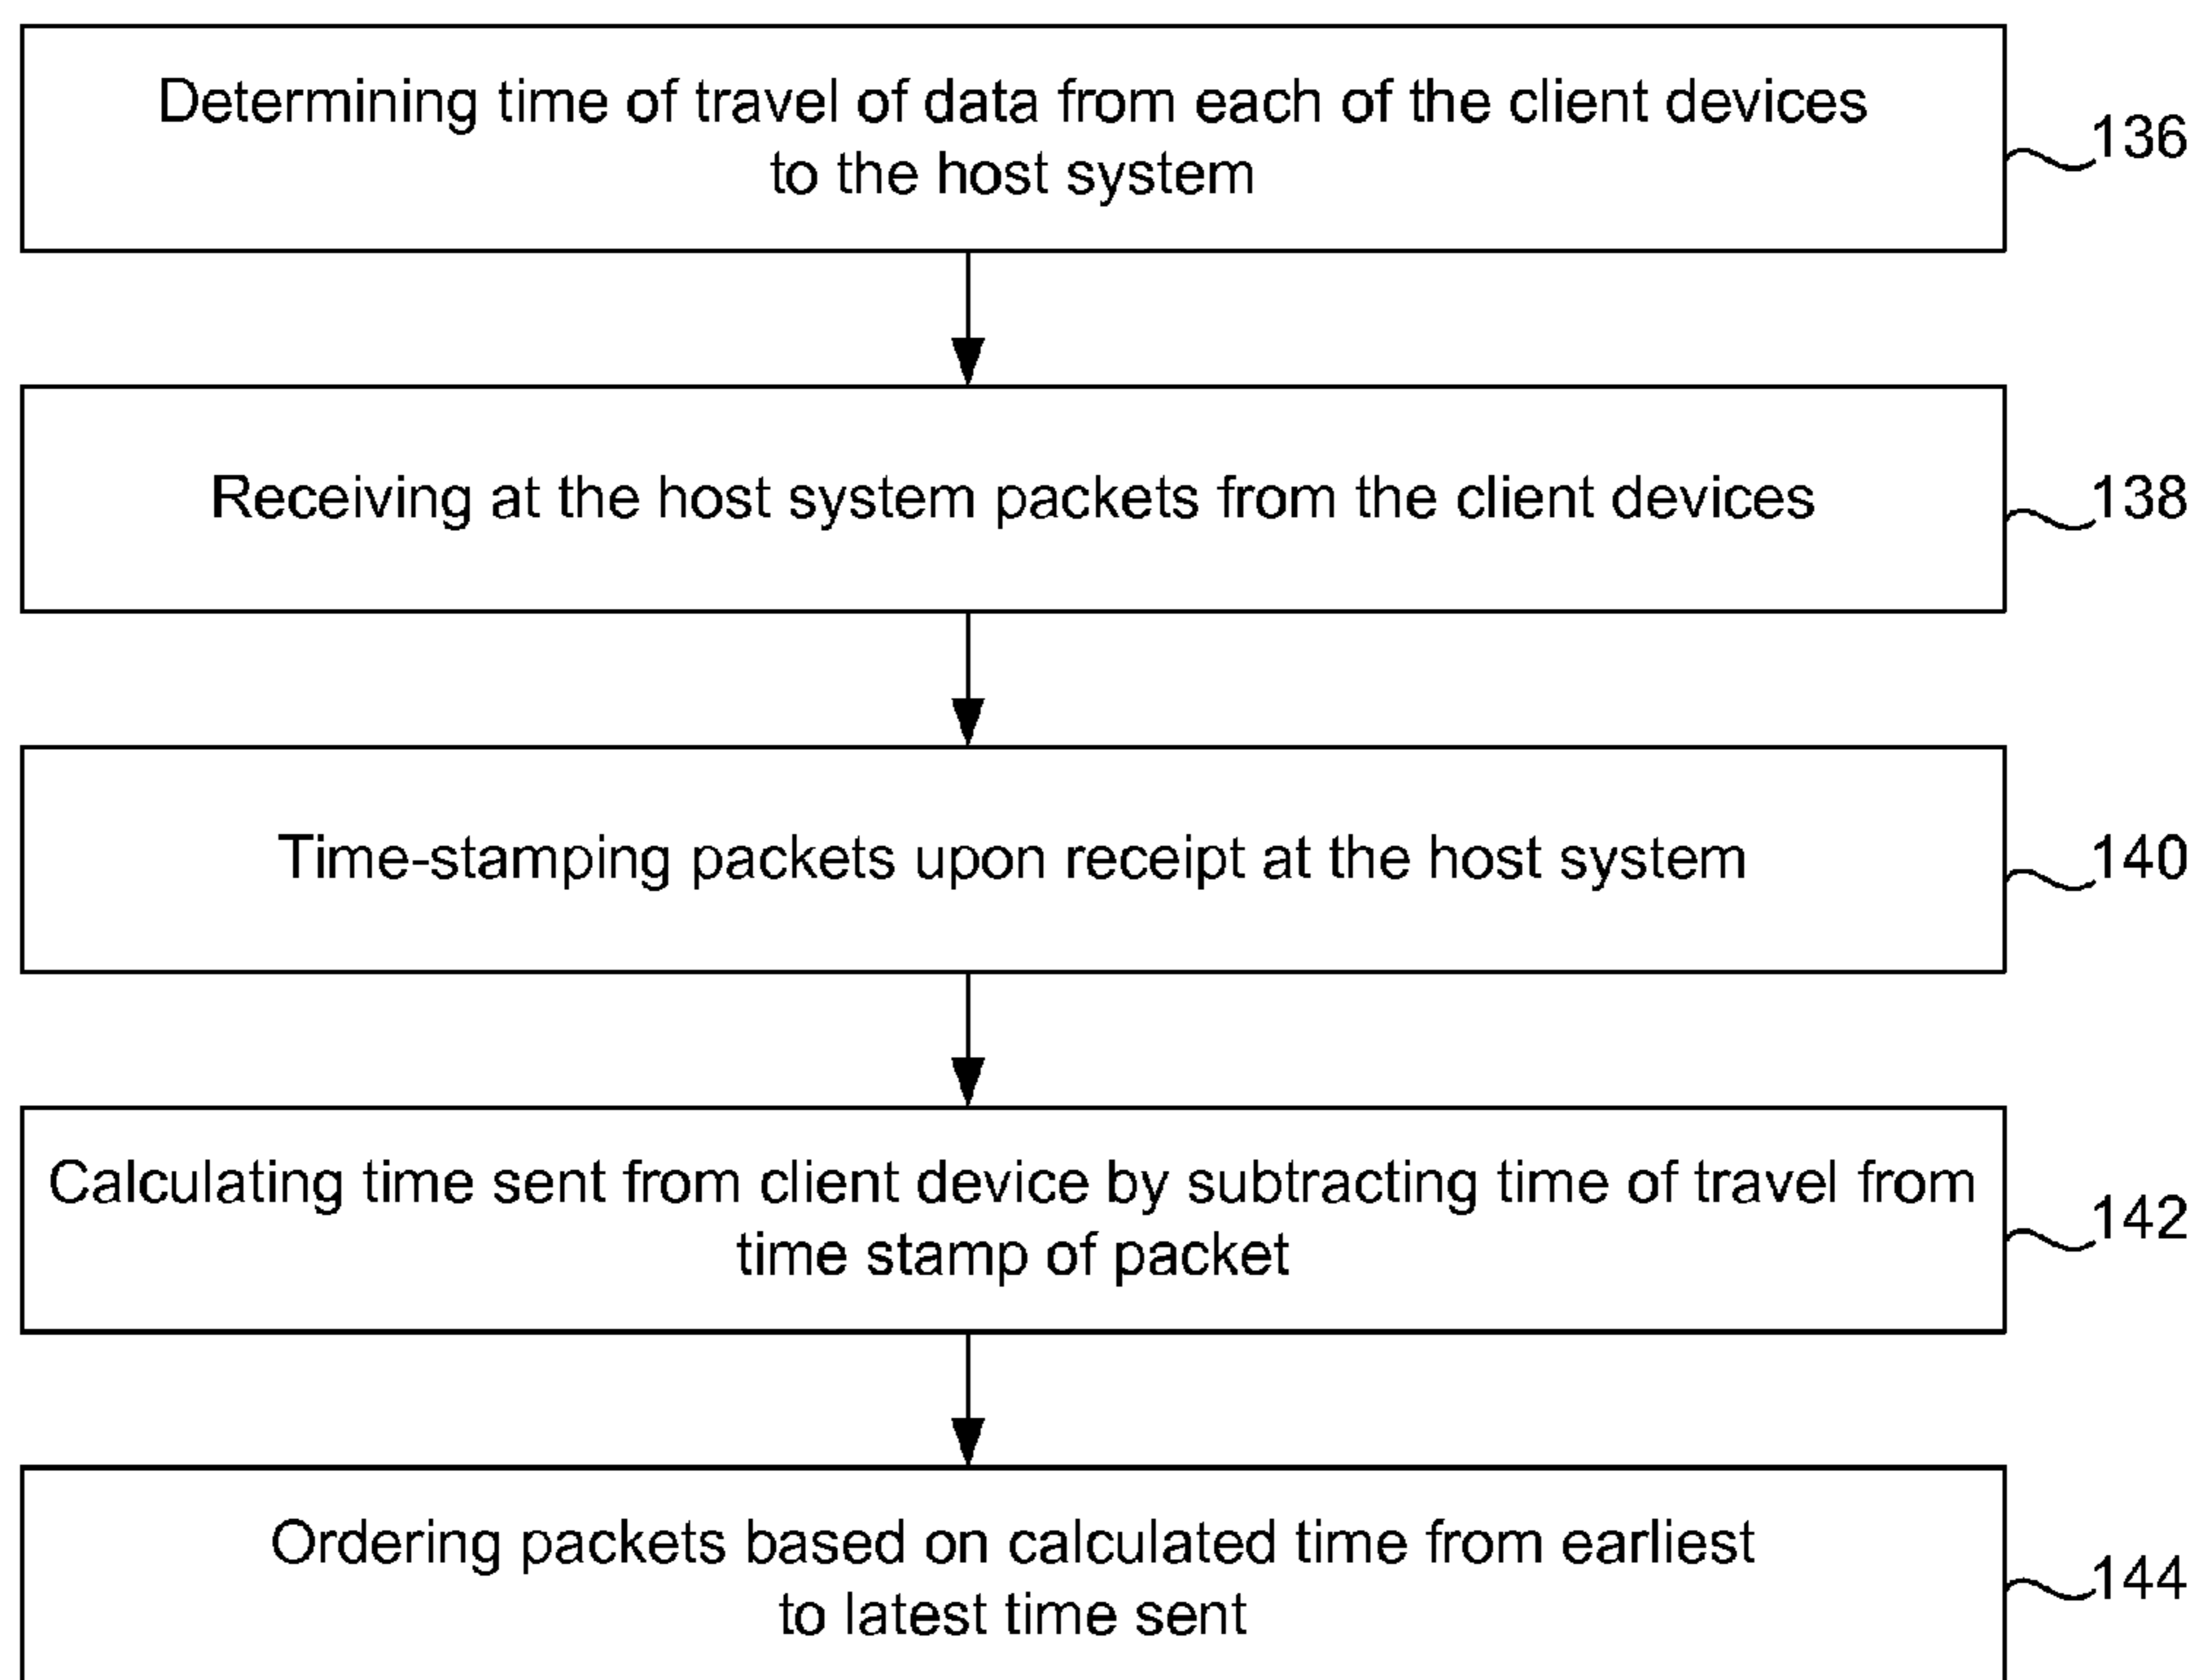 Determining time of travel of data from each of the client devices
to the host system
136
Receiving at the host system packets from the client devices
138
Time-stamping packets upon receipt at the host system
140
Calculating time sent from client device by subtracting time of travel from
time stamp of packet
142
Ordering packets based on calculated time from earliest
to latest time sent
144